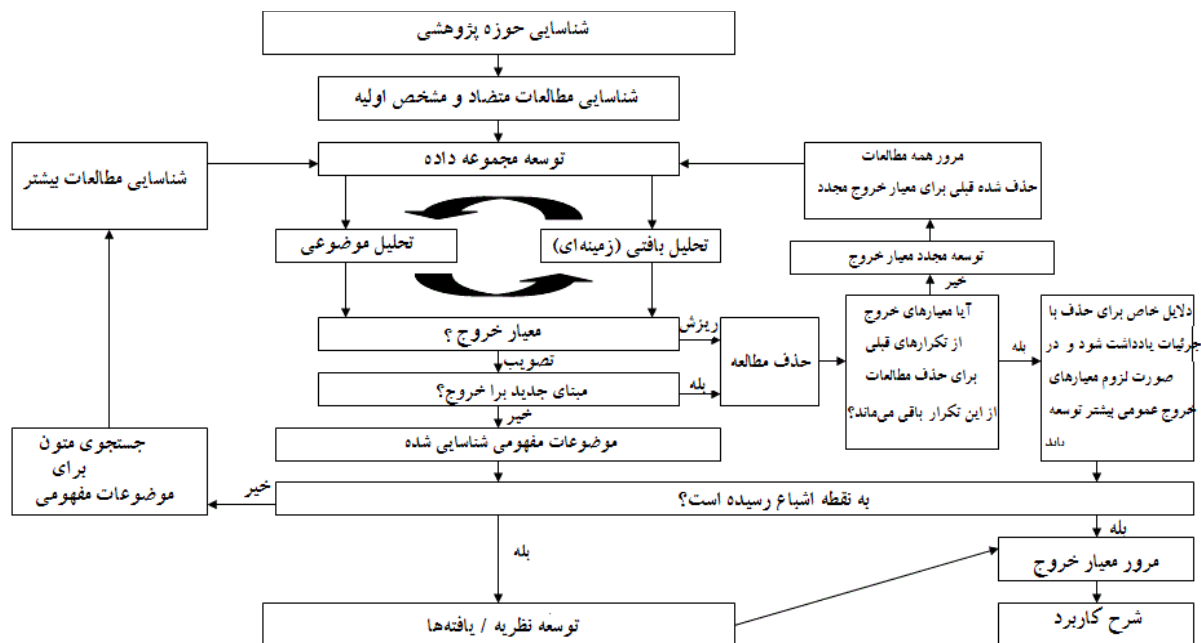 شناسایی حوزه پژوهشی
شناسایی مطالعات متضاد و مشخص اولیه
توسعه مجموعه داده
شناسایی مطالعات بیشتر
مرور همه مطالعات
حذف شده قبلی برای معیار خروج مجدد
تحلیل بافتی (زمینه‌ای)
تحلیل موضوعی
توسعه مجدد معیار خروج
خیر
معیار خروج ؟
ریزش
تصویب
مبنای جدید برا خروج؟
بله
خیر
حذف مطالعه
آیا معیارهای خروج
از تکرارهای قبلی
برای حذف مطالعات
از این تکرار باقی می‌ماند؟
بله
دلایل خاص برای حذف با
جرئیات یادداشت شود و در
صورت لزوم معیارهای
خروج عمومی بیشتر توسعه
یابد
موضوعات مفهومی شناسایی شده
جستجوی متون
برای
موضوعات مفهومی
خیر
به نقطه اشباع رسیده است؟
بله
بله
مرور معیار خروج
توسعه نظریه / یافته‌ها
شرح کاربرد